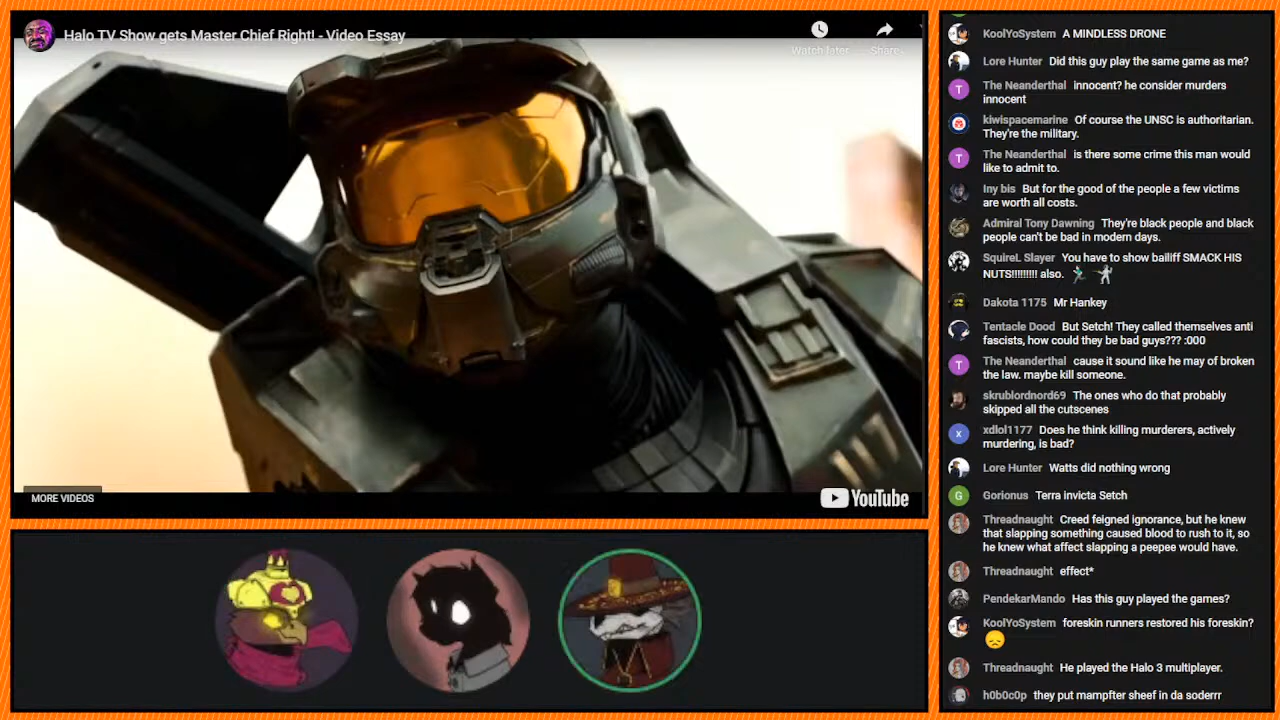 Halo TV Show gets Master Chief Right! - Video Essay
Watch later
Share
117
MORE VIDEOS
YouTube
KoolYoSystem A MINDLESS DRONE
Lore Hunter Did this guy play the same game as me?
T
The Neanderthal innocent? he consider murders
innocent
kiwispacemarine Of course the UNSC is authoritarian.
They're the military.
T
The Neanderthal is there some crime this man would
like to admit to.
Iny bis But for the good of the people a few victims
are worth all costs.
Admiral Tony Dawning They're black people and black
people can't be bad in modern days.
SquireL Slayer You have to show bailiff SMACK HIS
NUTS!!!!!!!!! also.
Dakota 1175 Mr Hankey
Tentacle Dood But Setch! They called themselves anti
fascists, how could they be bad guys??? :000
T
The Neanderthal cause it sound like he may of broken
the law. maybe kill someone.
skrublordnord69 The ones who do that probably
skipped all the cutscenes
x
xdlol1177 Does he think killing murderers, actively
murdering, is bad?
Lore Hunter Watts did nothing wrong
G
Gorionus Terra invicta Setch
Threadnaught Creed feigned ignorance, but he knew
that slapping something caused blood to rush to it, so
he knew what affect slapping a peepee would have.
Threadnaught effect*
PendekarMando Has this guy played the games?
KoolYoSystem foreskin runners restored his foreskin?
Threadnaught He played the Halo 3 multiplayer.
h0b0c0p they put mampfter sheef in da soderrr